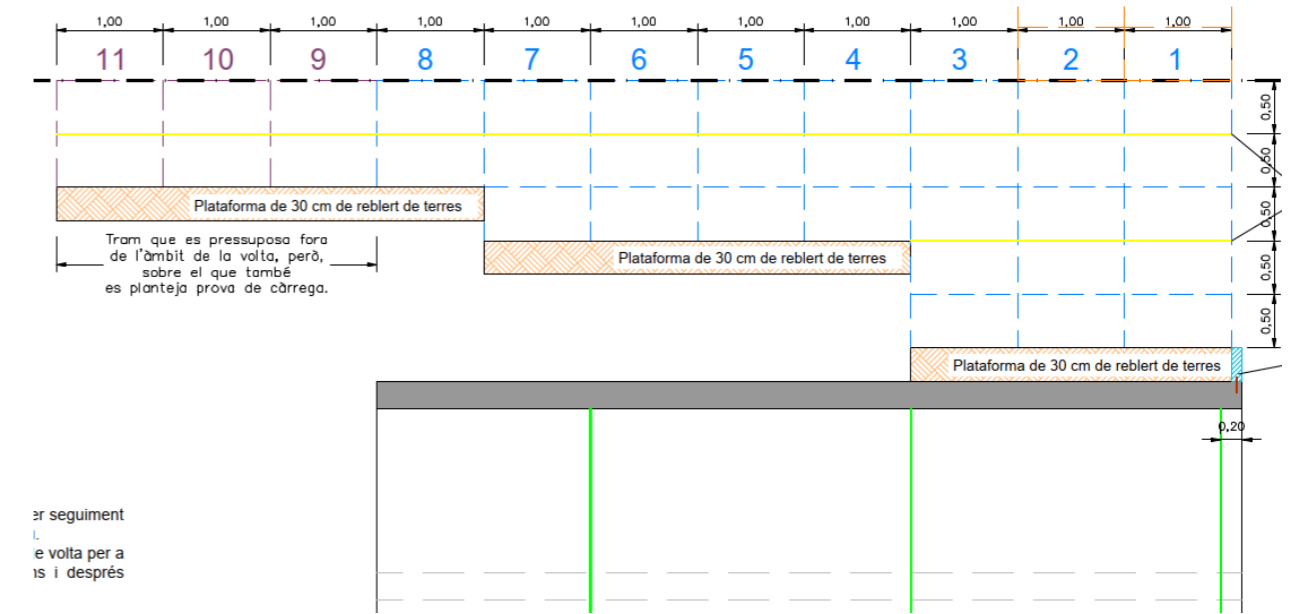 1,00 1,00 1,00 1,00 1,00 1,00 1,00 1,00 1,00 1,00 1,00
11 10 9 8 7 6 5 4 3 2 1
0,50
0,50
0,50
0,50
0,50
Plataforma de 30 cm de reblert de terres
Tram que es pressuposa fora
de l'àmbit de la volta, però,
sobre el que també
es planteja prova de càrrega.
Plataforma de 30 cm de reblert de terres
Plataforma de 30 cm de reblert de terres
0,20
er seguiment
e volta per a
ns i després